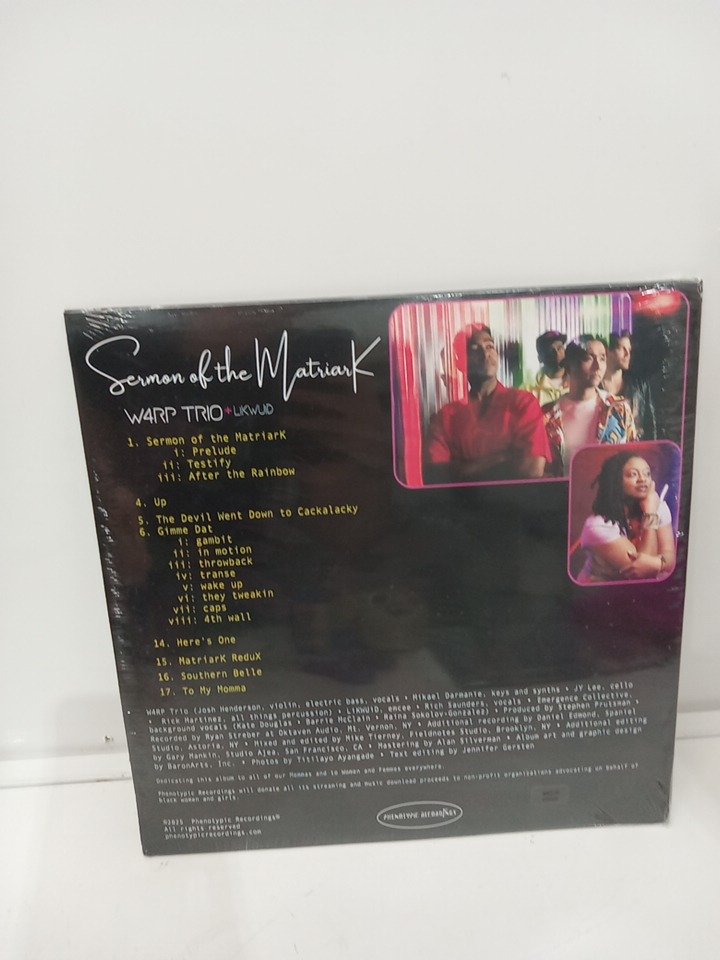 Sermon of the MatriarK
W4RP TRIO + LiKWUiD
1. Sermon of the MatriarK
i: Prelude
ii: Testify
iii: After the Rainbow
4. Up
5. The Devil Went Down to Cackalacky
6. Gimme Dat
i: gambit
ii: in motion
iii: throwback
iv: transe
v: wake up
vi: they tweakin
vii: caps
viii: 4th wall
14. Here's One
15. MatriarK ReduX
16. Southern Belle
17. To My Momma
W4RP Trio (Josh Henderson, violin, electric bass, vocals • Mikael Darmanie, keys and synths • JY Lee, cello
• Rick Martinez, all things percussion) • LiKWUiD, emcee • Rich Saunders, vocals • Emergence Collective,
background vocals (Kate Douglas • Barrie McClain • Raina Sokolov-Gonzalez) • Produced by Stephen Prutsman •
Recorded by Ryan Streber at Oktaven Audio, Mt. Vernon, NY • Additional recording by Daniel Edmond, Spaniel
Studio, Astoria, NY • Mixed and edited by Mike Tierney, Fieldnotes Studio, Brooklyn, NY • Additional editing
by Gary Mankin, Studio Ajea, San Francisco, CA • Mastering by Alan Silverman • Album art and graphic design
by BaronArts, Inc. • Photos by Titilayo Ayangade • Text editing by Jennifer Gersten
Dedicating this album to all of our Mommas and to Women and Femmes everywhere.
Phenotypic Recordings will donate all its streaming and music download proceeds to non-profit organizations advocating on behalf of
black women and girls.
©2023 Phenotypic Recordings®
All rights reserved
phenotypicrecordings.com
PHENOTYPIC RECORDINGS